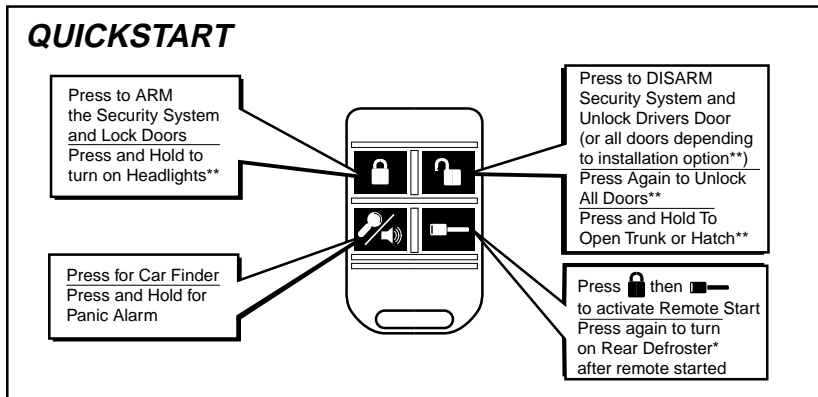 QUICKSTART
Press to ARM
the Security System
and Lock Doors
Press and Hold to
turn on Headlights**
Press to DISARM
Security System and
Unlock Drivers Door
(or all doors depending
to installation option**)
Press Again to Unlock
All Doors**
Press and Hold To
Open Trunk or Hatch**
Press for Car Finder
Press and Hold for
Panic Alarm
Press then
to activate Remote Start
Press again to turn
on Rear Defroster*
after remote started